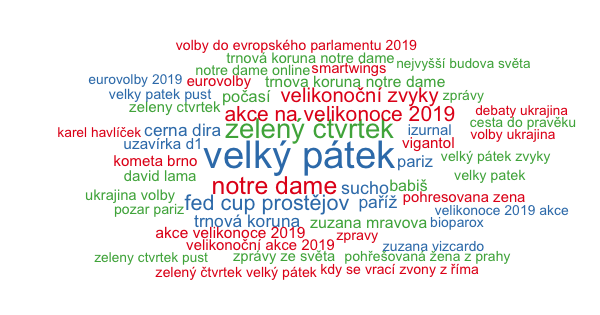 volby do evropského parlamentu 2019
trnová koruna notre dame
nejvyšší budova světa
notre dame online smartwings
eurovolby 2019 eurovolby trnova koruna notre dame
velky patek pust počasí velikonoční zvyky zprávy
zeleny ctvrtek akce na velikonoce 2019 debaty ukrajina
cesta do pravěku
karel havlíček cerna dira zelený ctvrtek izurnal volby ukrajina
uzavírka d1 vigantol
kometa brno velký pátek pariz velký pátek zvyky
david lama velky patek
notre dame sucho babiš
ukrajina volby pohresovana zena
pozar pariz fed cup prostějov paříž velikonoce 2019 akce
trnová koruna zuzana mravova bioparox
akce velikonoce 2019 zpravy
velikonoční akce 2019 zuzana vizcardo
zeleny ctvrtek pust zprávy ze světa pohřešovaná žena z prahy
zelený čtvrtek velký pátek kdy se vrací zvony z říma